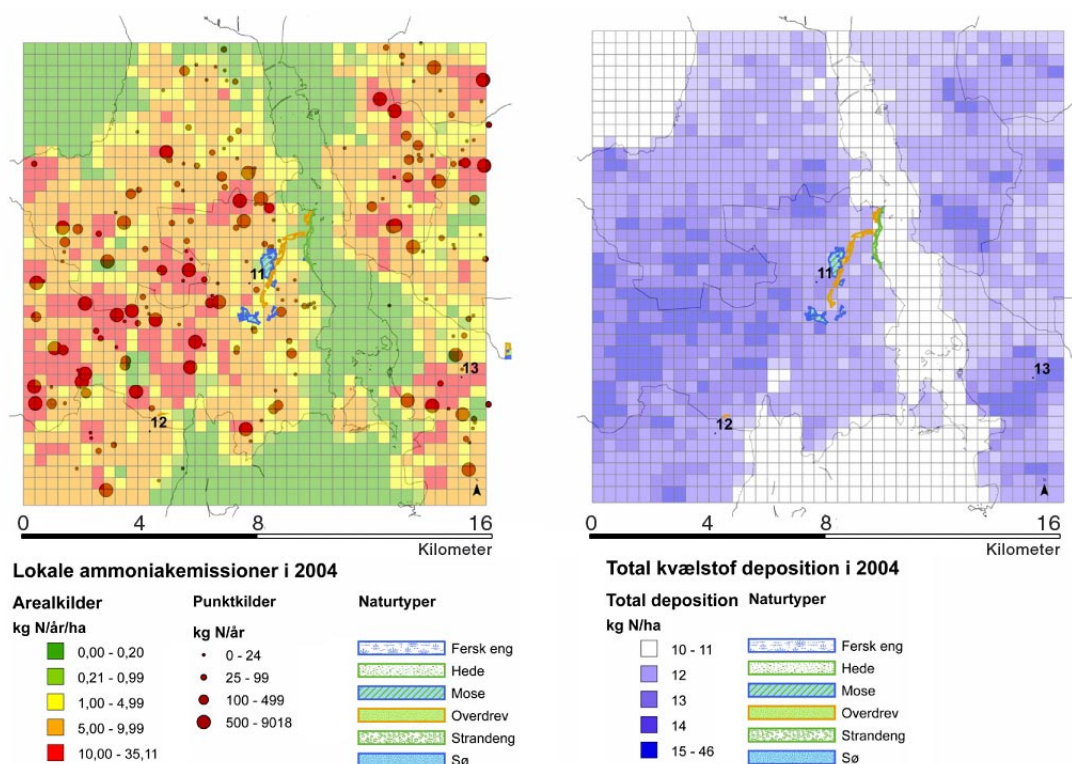 11
12
13
0 4 8 16
Kilometer
Lokale ammoniakemissioner i 2004
Arealkilder
kg N/år/ha
0,00 - 0,20
0,21 - 0,99
1,00 - 4,99
5,00 - 9,99
10,00 - 35,11
Punktkilder
kg N/år
0 - 24
25 - 99
100 - 499
500 - 9018
Naturtyper
Fersk eng
Hede
Mose
Overdrev
Strandeng
Sø
11
12
13
0 4 8 16
Kilometer
Total kvælstof deposition i 2004
Total deposition
kg N/ha
10 - 11
12
13
14
15 - 46
Naturtyper
Fersk eng
Hede
Mose
Overdrev
Strandeng
Sø